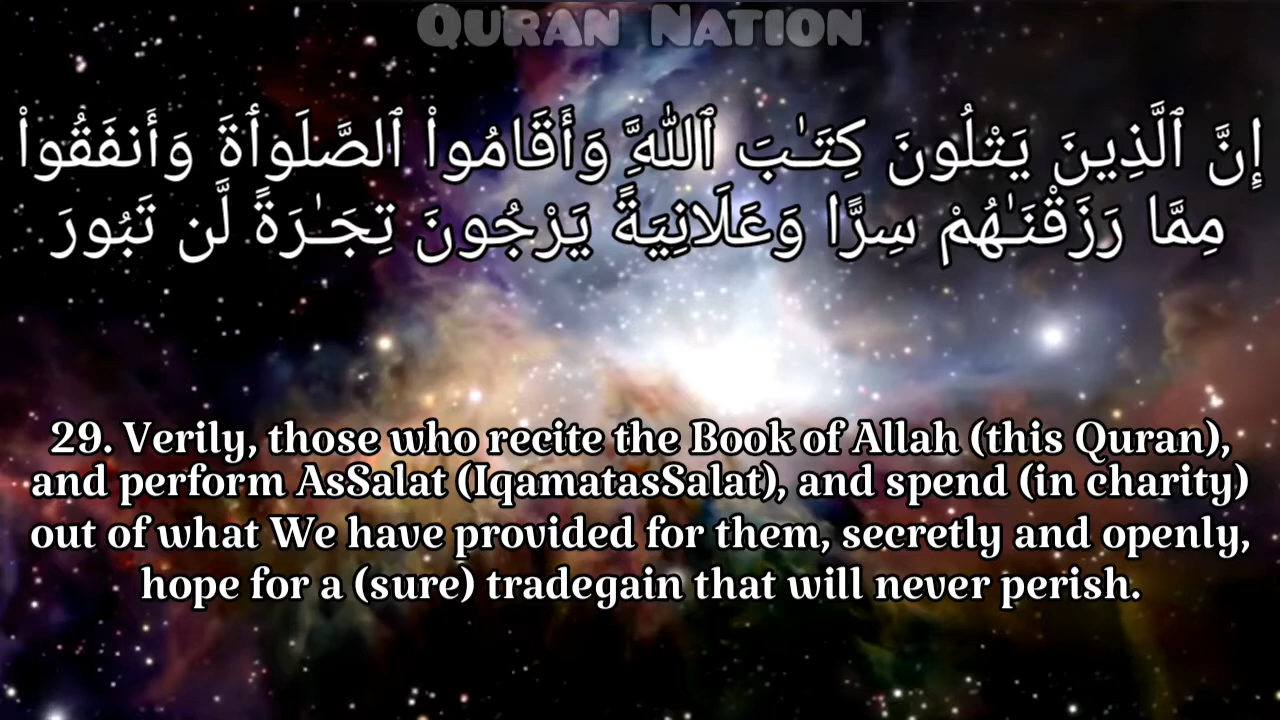 QURAN NATION
إِنَّ ٱلَّذِينَ يَتْلُونَ كِتَـٰبَ ٱللَّهِ وَأَقَامُواْ ٱلصَّلَوٲةَ وَأَنفَقُواْ
مِمَّا رَزَقْنَـٰهُمْ سِرًّا وَعَلَانِيَةً يَرْجُونَ تِجَـٰرَةً لَّن تَبُورَ
29. Verily, those who recite the Book of Allah (this Quran),
and perform AsSalat (IqamatasSalat), and spend (in charity)
out of what We have provided for them, secretly and openly,
hope for a (sure) tradegain that will never perish.